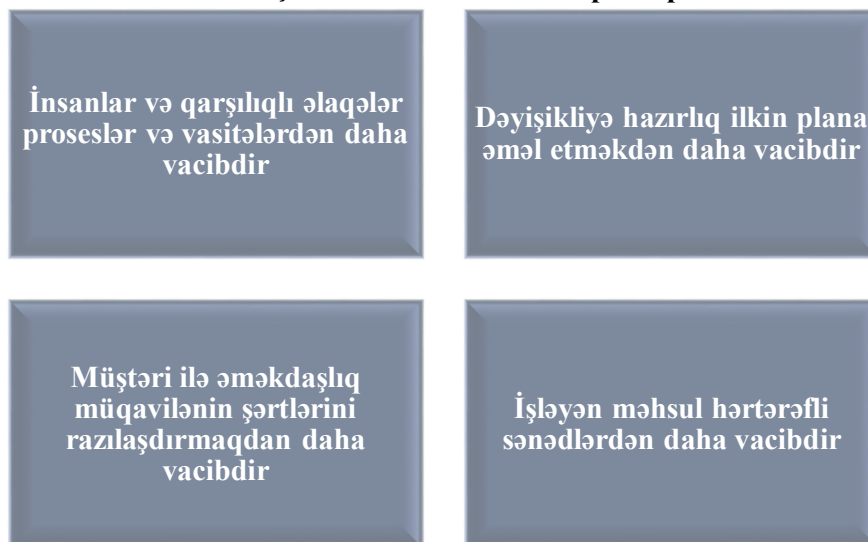 İnsanlar və qarşılıqlı əlaqələr
proseslər və vasitələrdən daha
vacibdir
Dəyişikliyə hazırlıq ilkin plana
əməl etməkdən daha vacibdir
Müştəri ilə əməkdaşlıq
müqavilənin şərtlərini
razılaşdırmaqdan daha
vacibdir
İşləyən məhsul hərtərəfli
sənədlərdən daha vacibdir